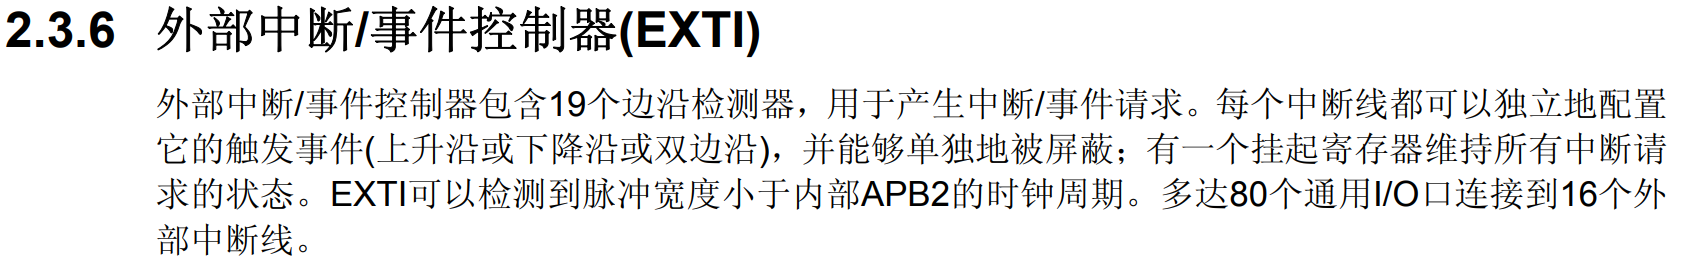 2.3.6 外部中断/事件控制器(EXTI)
外部中断/事件控制器包含19个边沿检测器，用于产生中断/事件请求。每个中断线都可以独立地配置
它的触发事件(上升沿或下降沿或双边沿)，并能够单独地被屏蔽；有一个挂起寄存器维持所有中断请
求的状态。EXTI可以检测到脉冲宽度小于内部APB2的时钟周期。多达80个通用I/O口连接到16个外
部中断线。